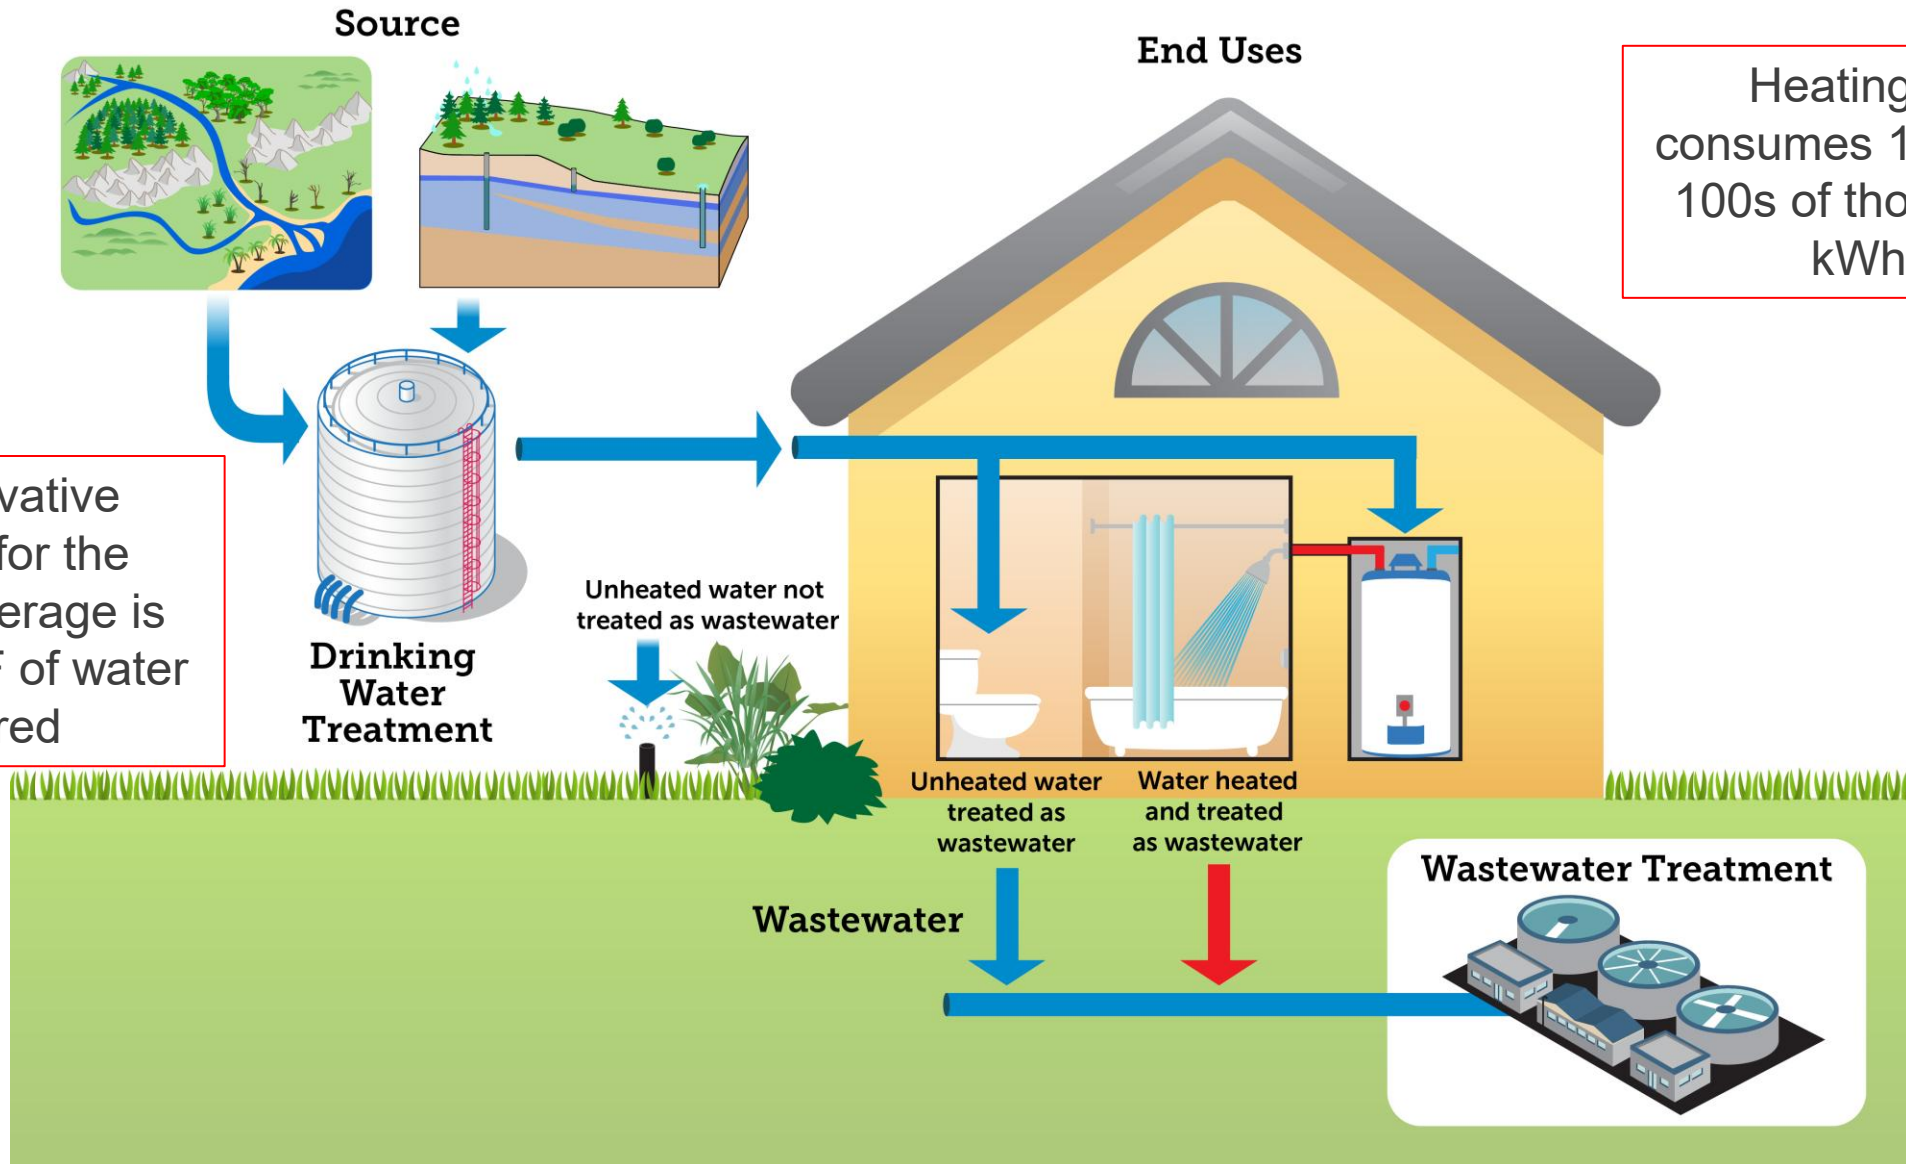 Source
End Uses
Heating
consumes 1
100s of tho
kWh
vative
for the
erage is
of water
red
Unheated water not
treated as wastewater
Drinking
Water
Treatment
Unheated water
treated as
wastewater
Water heated
and treated
as wastewater
Wastewater
Wastewater Treatment